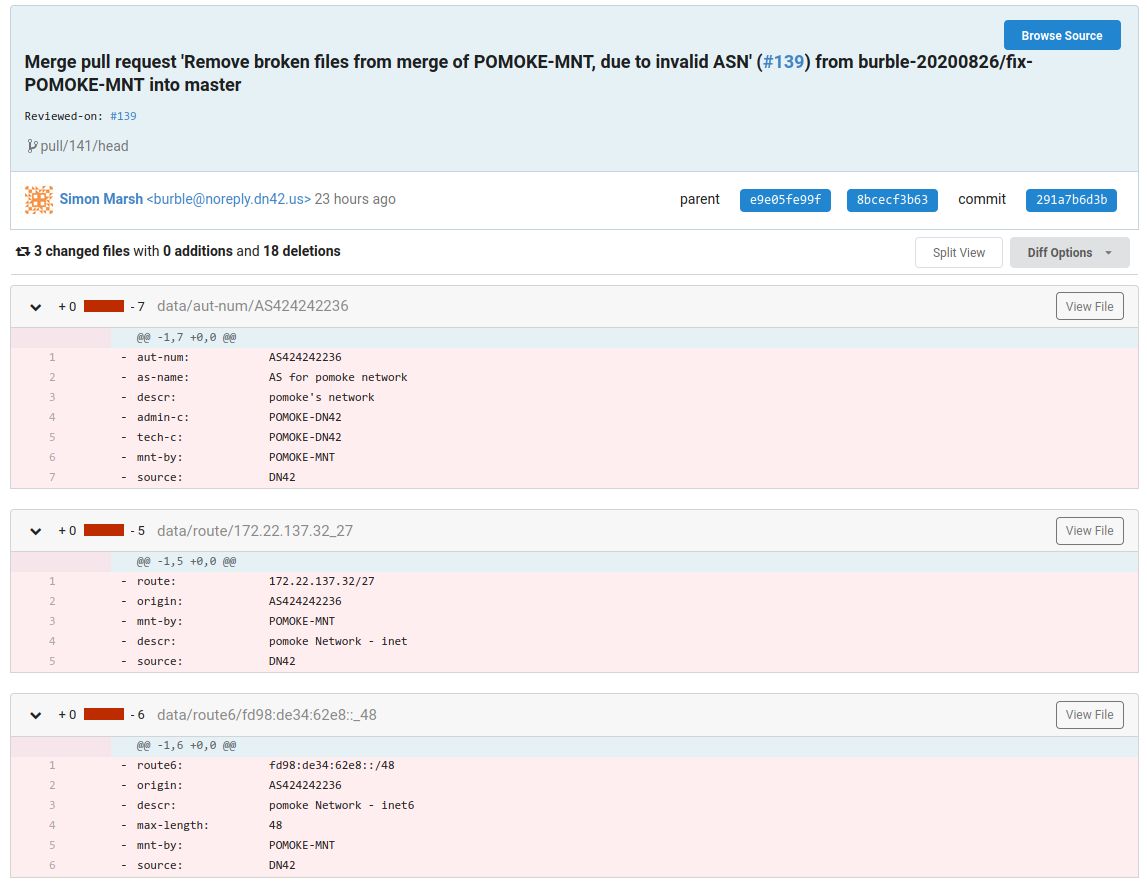 Browse Source
Merge pull request 'Remove broken files from merge of POMOKE-MNT, due to invalid ASN' (#139) from burble-20200826/fix-
POMOKE-MNT into master
Reviewed-on: #139
pull/141/head
Simon Marsh <burble@noreply.dn42.us> 23 hours ago parent e9e05fe99f 8bcecf3b63 commit 291a7b6d3b
3 changed files with 0 additions and 18 deletions Split View Diff Options
+ 0 - 7 data/aut-num/AS424242236 View File
@@ -1,7 +0,0 @@
1 - aut-num: AS424242236
2 - as-name: AS for pomoke network
3 - descr: pomoke's network
4 - admin-c: POMOKE-DN42
5 - tech-c: POMOKE-DN42
6 - mnt-by: POMOKE-MNT
7 - source: DN42
+ 0 - 5 data/route/172.22.137.32_27 View File
@@ -1,5 +0,0 @@
1 - route: 172.22.137.32/27
2 - origin: AS424242236
3 - mnt-by: POMOKE-MNT
4 - descr: pomoke Network - inet
5 - source: DN42
+ 0 - 6 data/route6/fd98:de34:62e8::_48 View File
@@ -1,6 +0,0 @@
1 - route6: fd98:de34:62e8::/48
2 - origin: AS424242236
3 - descr: pomoke Network - inet6
4 - max-length: 48
5 - mnt-by: POMOKE-MNT
6 - source: DN42